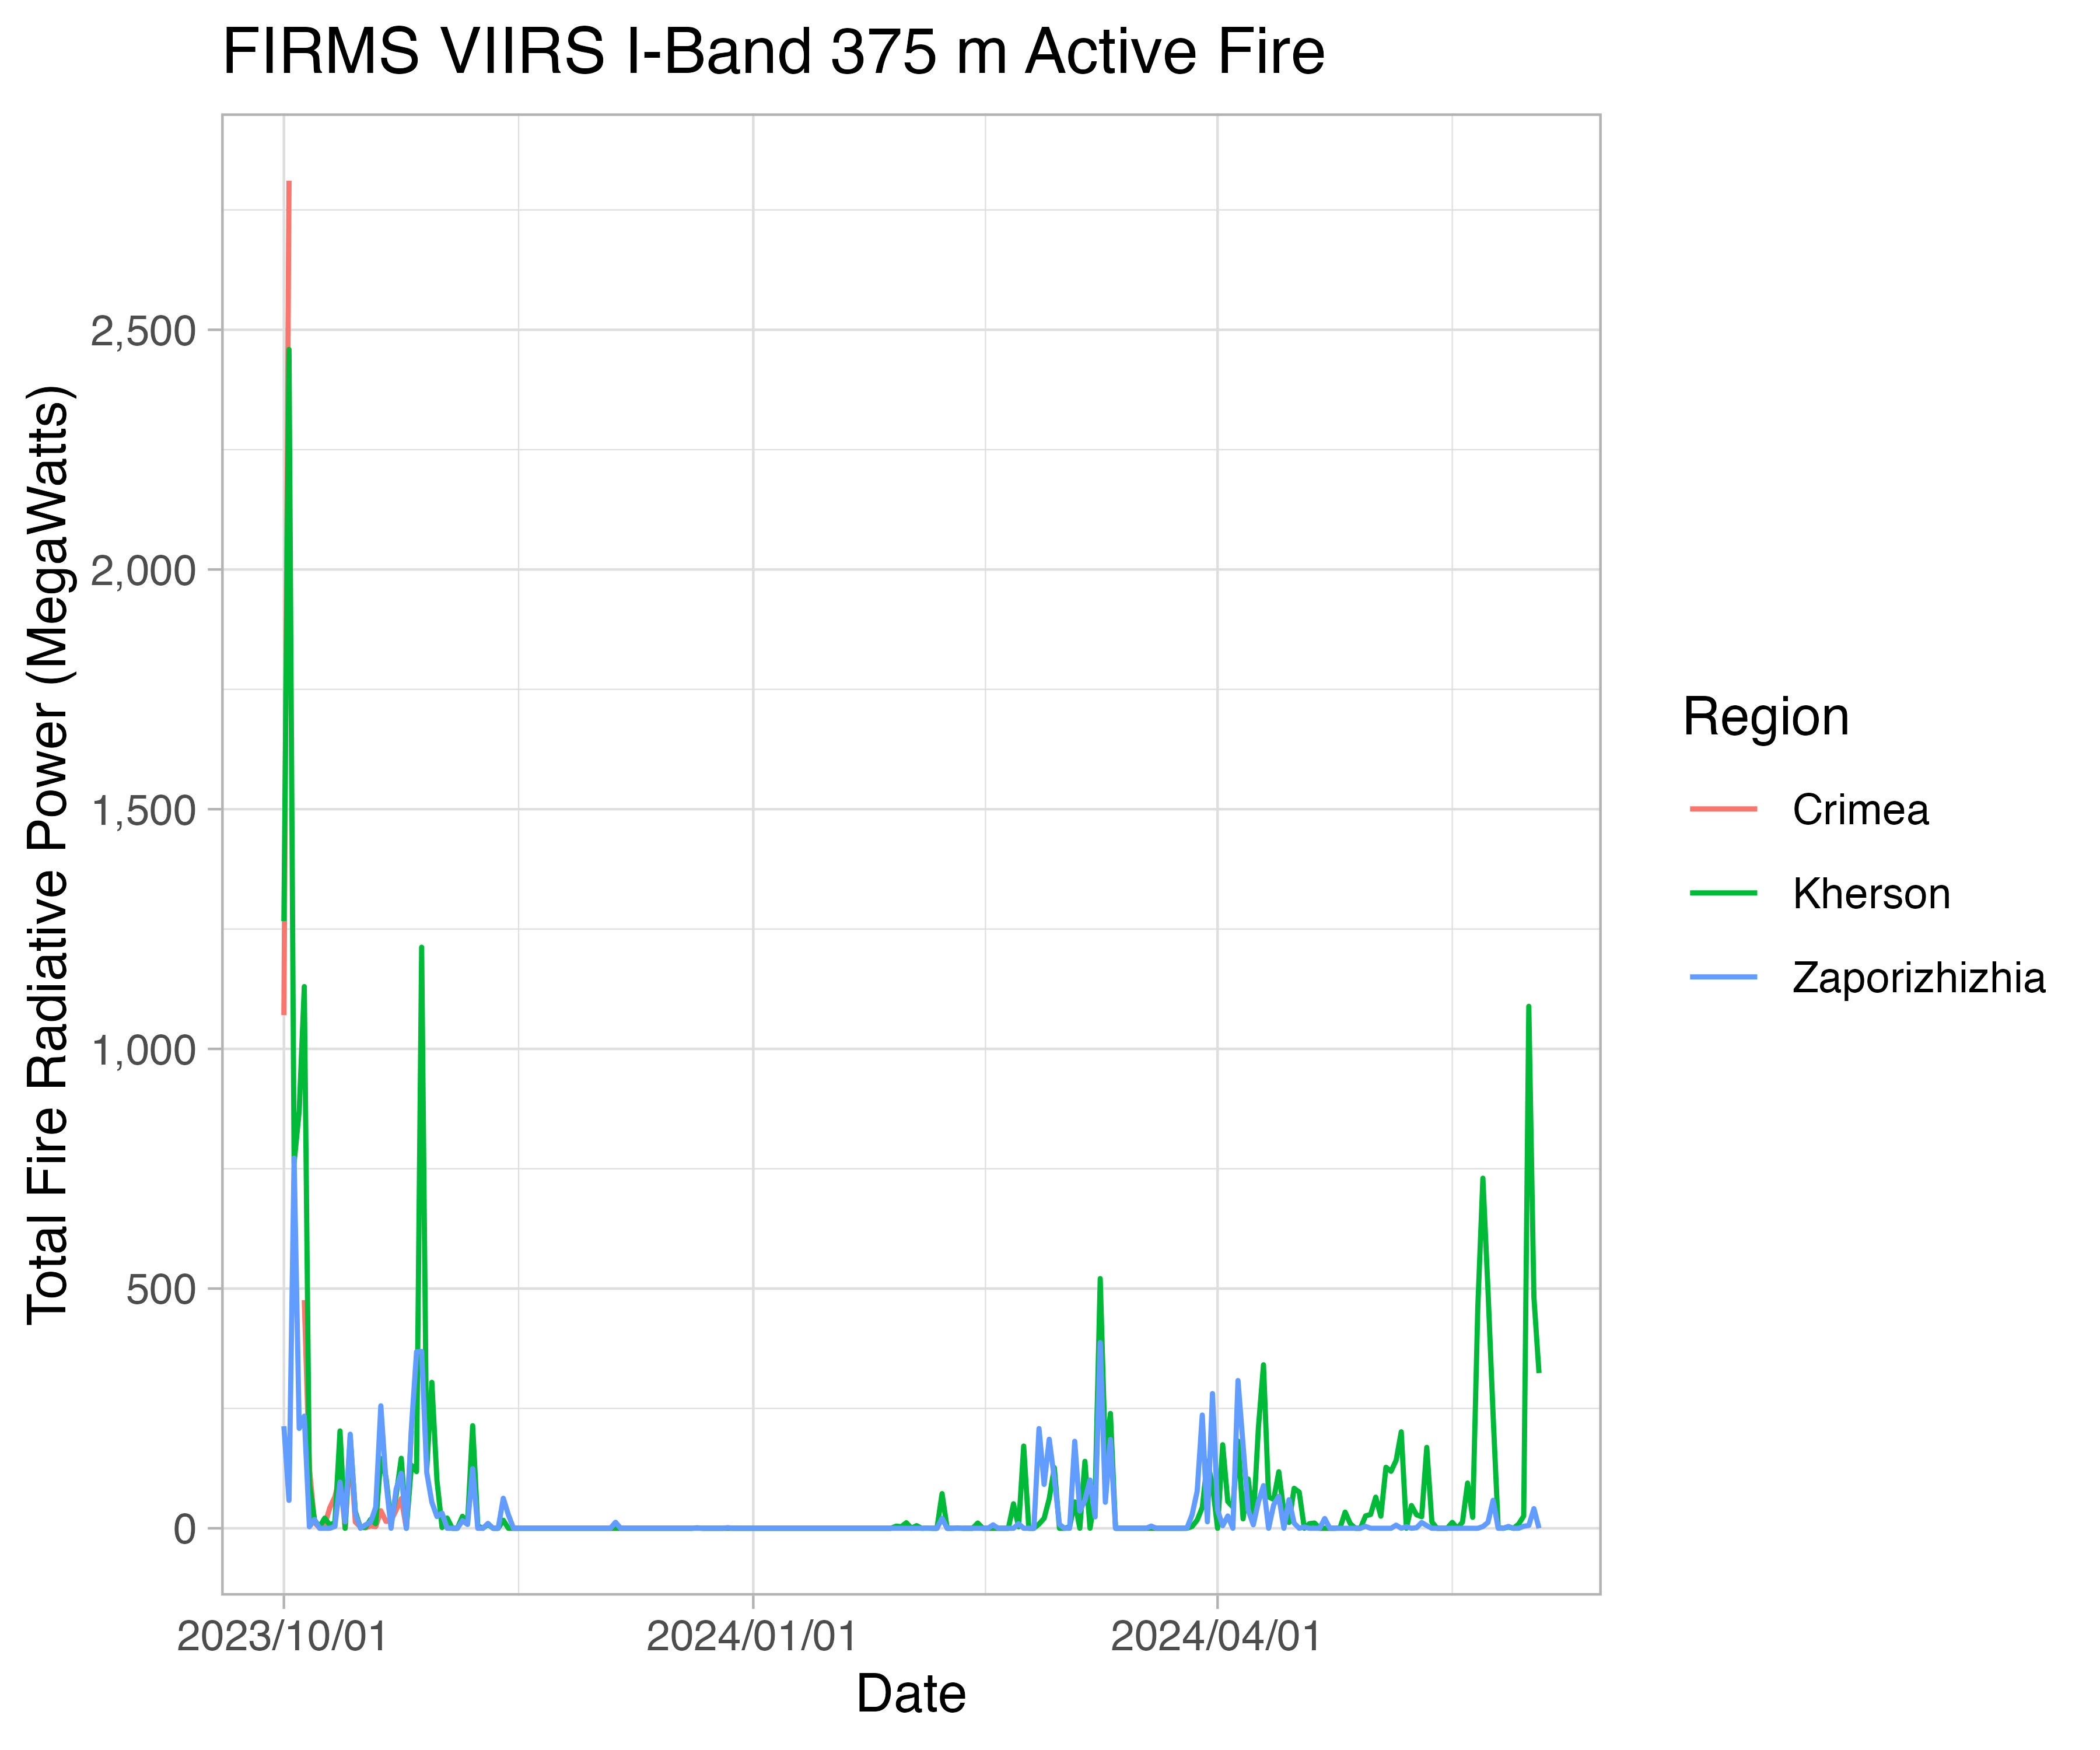 FIRMS VIIRS I-Band 375 m Active Fire
Total Fire Radiative Power (MegaWatts)
2,500
2,000
1,500
1,000
500
0
2023/10/01
2024/01/01
2024/04/01
Date
Region
Crimea
Kherson
Zaporizhizhia